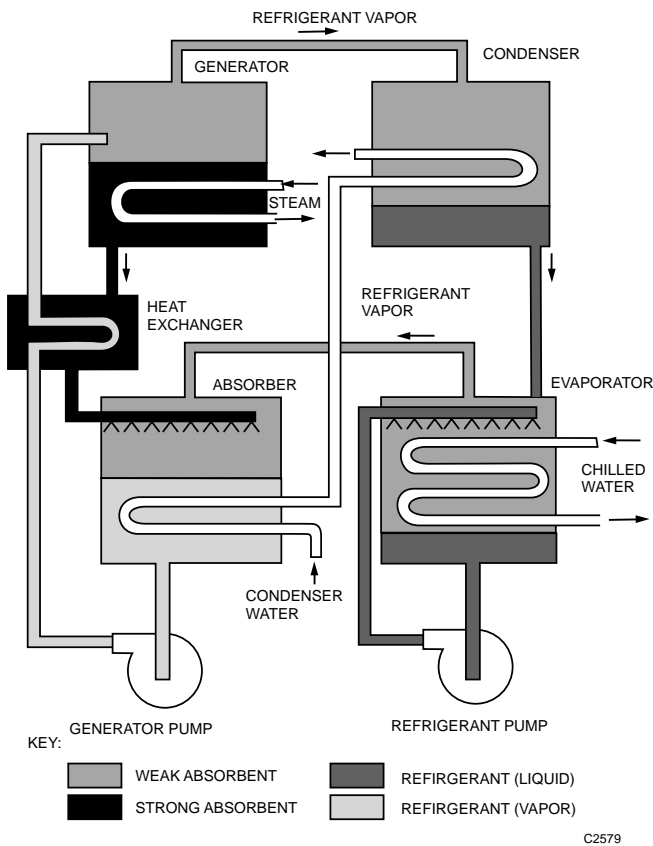 REFRIGERANT VAPOR
GENERATOR
CONDENSER
STEAM
HEAT
EXCHANGER
REFRIGERANT
VAPOR
ABSORBER
EVAPORATOR
CHILLED
WATER
CONDENSER
WATER
GENERATOR PUMP
REFRIGERANT PUMP
KEY:
WEAK ABSORBENT
REFIRGERANT (LIQUID)
STRONG ABSORBENT
REFIRGERANT (VAPOR)
C2579